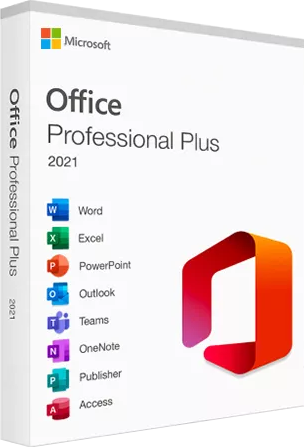 Microsoft
Office
Professional Plus
2021
Word
Excel
PowerPoint
Outlook
Teams
OneNote
Publisher
Access
Office Professional Plus
2021